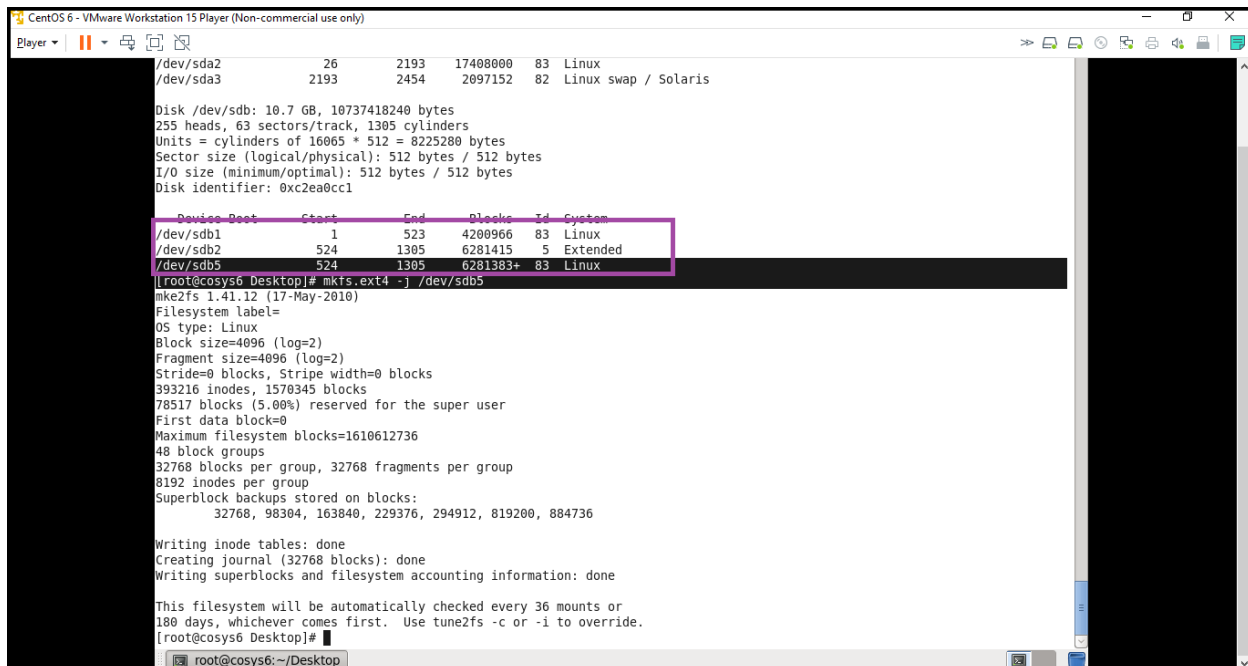 CentOS 6 - VMware Workstation 15 Player (Non-commercial use only)
Player
/dev/sda2 26 2193 17408000 83 Linux
/dev/sda3 2193 2454 2097152 82 Linux swap / Solaris
Disk /dev/sdb: 10.7 GB, 10737418240 bytes
255 heads, 63 sectors/track, 1305 cylinders
Units = cylinders of 16065 * 512 = 8225280 bytes
Sector size (logical/physical): 512 bytes / 512 bytes
I/O size (minimum/optimal): 512 bytes / 512 bytes
Disk identifier: 0xc2ea0cc1
Device Boot Start End Blocks Id System
/dev/sdb1 1 523 4200966 83 Linux
/dev/sdb2 524 1305 6281415 5 Extended
/dev/sdb5 524 1305 6281383+ 83 Linux
[root@cosys6 Desktop]# mkfs.ext4 -j /dev/sdb5
mke2fs 1.41.12 (17-May-2010)
Filesystem label=
OS type: Linux
Block size=4096 (log=2)
Fragment size=4096 (log=2)
Stride=0 blocks, Stripe width=0 blocks
393216 inodes, 1570345 blocks
78517 blocks (5.00%) reserved for the super user
First data block=0
Maximum filesystem blocks=1610612736
48 block groups
32768 blocks per group, 32768 fragments per group
8192 inodes per group
Superblock backups stored on blocks:
32768, 98304, 163840, 229376, 294912, 819200, 884736
Writing inode tables: done
Creating journal (32768 blocks): done
Writing superblocks and filesystem accounting information: done
This filesystem will be automatically checked every 36 mounts or
180 days, whichever comes first.  Use tune2fs -c or -i to override.
[root@cosys6 Desktop]#
root@cosys6:~/Desktop